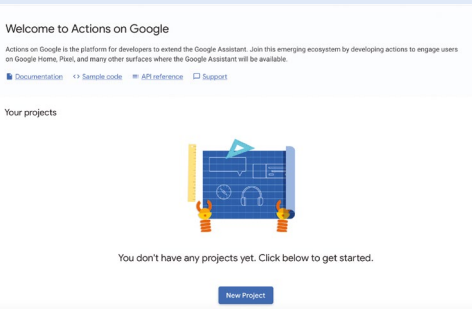 Welcome to Actions on Google
Actions on Google is the platform for developers to extend the Google Assistant. Join this emerging ecosystem by developing actions to engage users
on Google Home, Pixel, and many other surfaces where the Google Assistant will be available.
Documentation <> Sample code API reference Support
Your projects
You don't have any projects yet. Click below to get started.
New Project